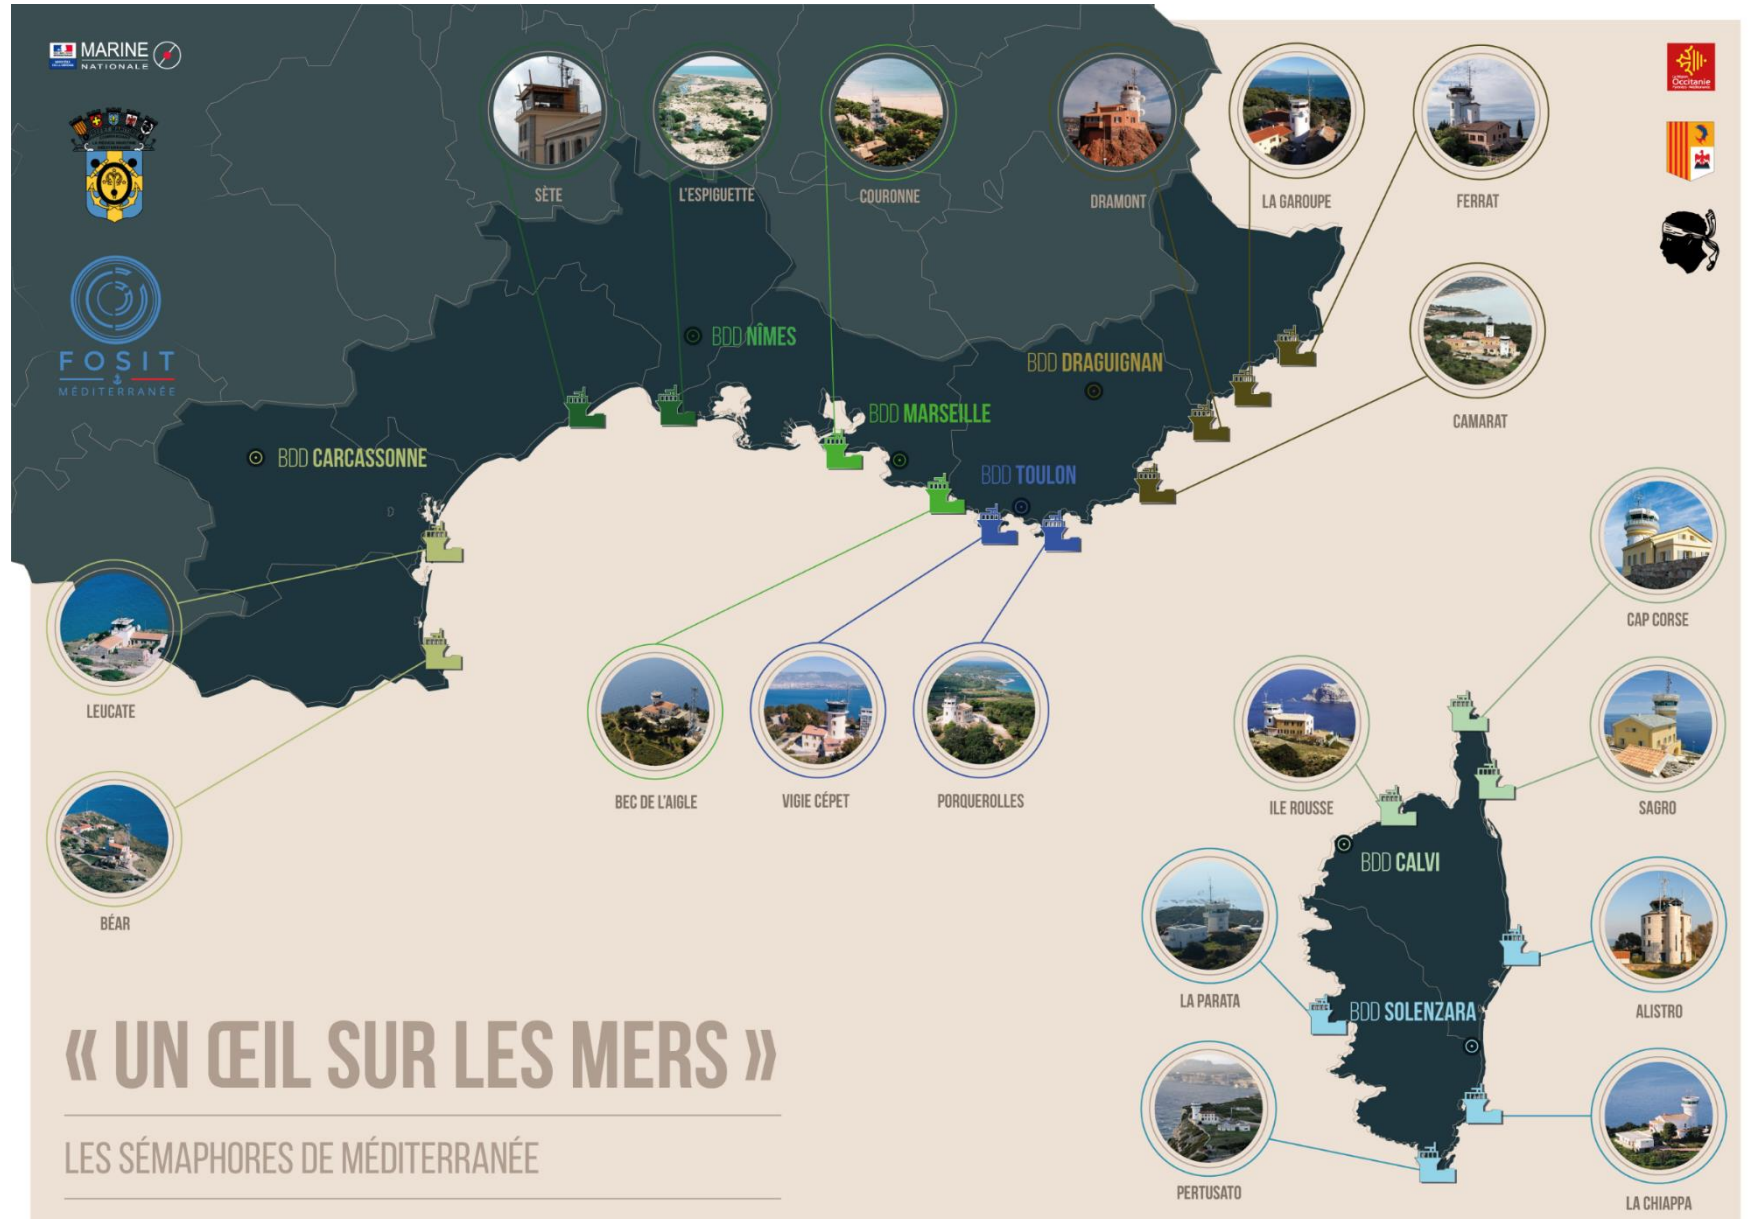 MARINE
NATIONALE
Occitanie
FOSIT
MÉDITERRANÉE
SÈTE
L'ESPIGUETTE
COURONNE
DRAMONT
LA GAROUPE
FERRAT
CAMARAT
BDD NÎMES
BDD DRAGUIGNAN
BDD MARSEILLE
BDD CARCASSONNE
BDD TOULON
LEUCATE
BÉAR
BEC DE L'AIGLE
VIGIE CÉPET
PORQUEROLLES
CAP CORSE
ILE ROUSSE
SAGRO
BDD CALVI
LA PARATA
BDD SOLENZARA
ALISTRO
PERTUSATO
LA CHIAPPA
« UN ŒIL SUR LES MERS »
LES SÉMAPHORES DE MÉDITERRANÉE